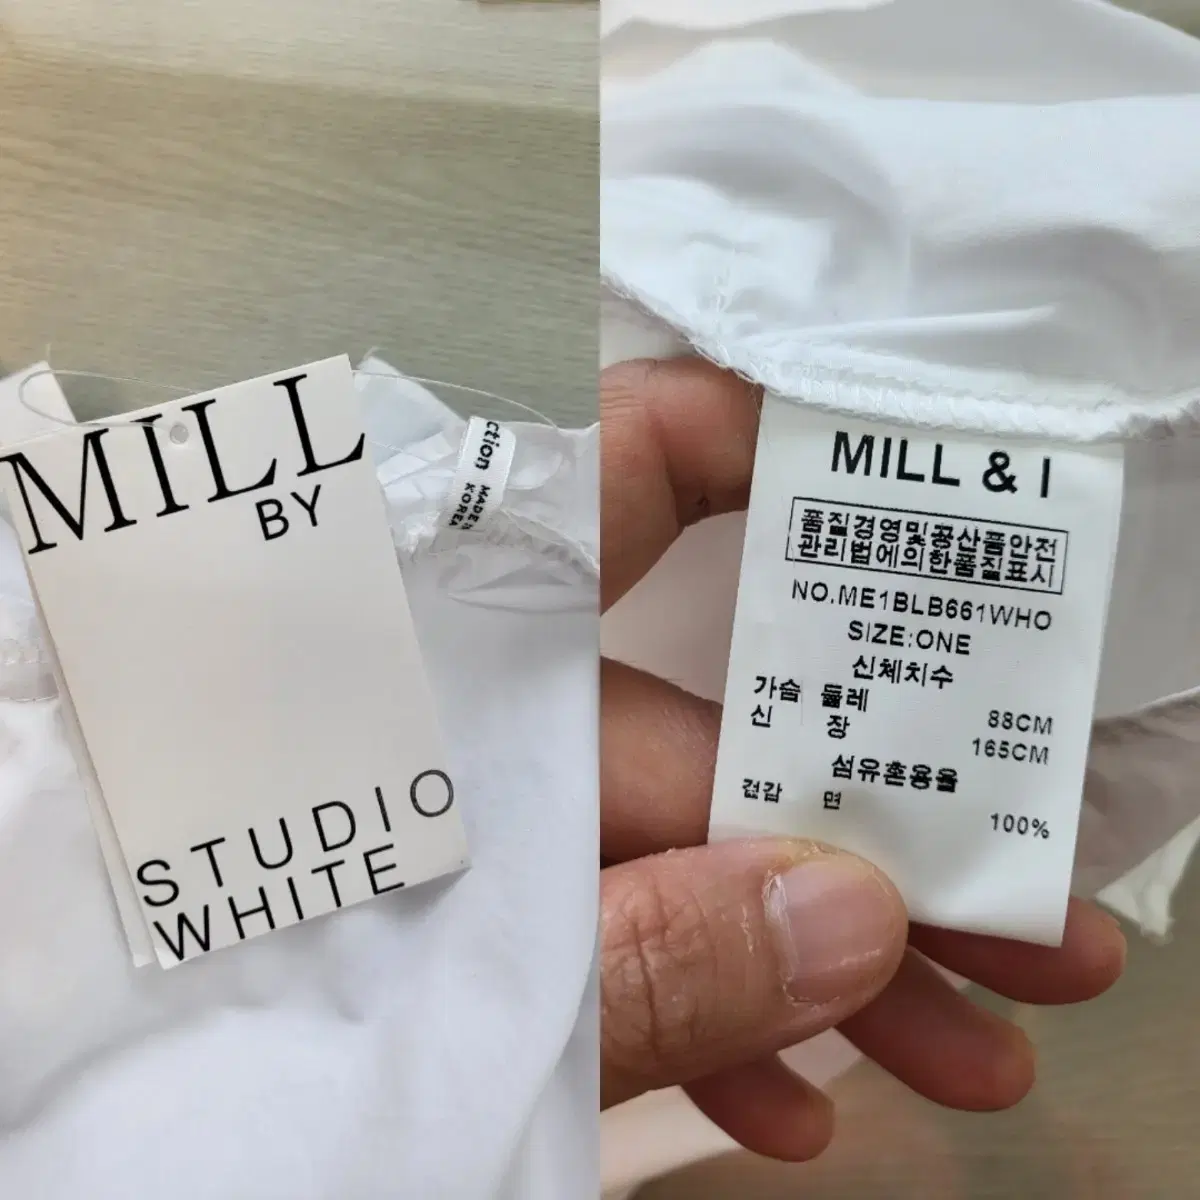 MILL
BY
STUDIO
WHITE
ction
MADE IN
KOREA
MILL & I
품질경영및공산품안전
관리법에의한품질표시
NO.ME1BLB661WHO
SIZE:ONE
신체치수
가슴 둘레 88CM
신 장 165CM
섬유혼용율
겉감 면 100%